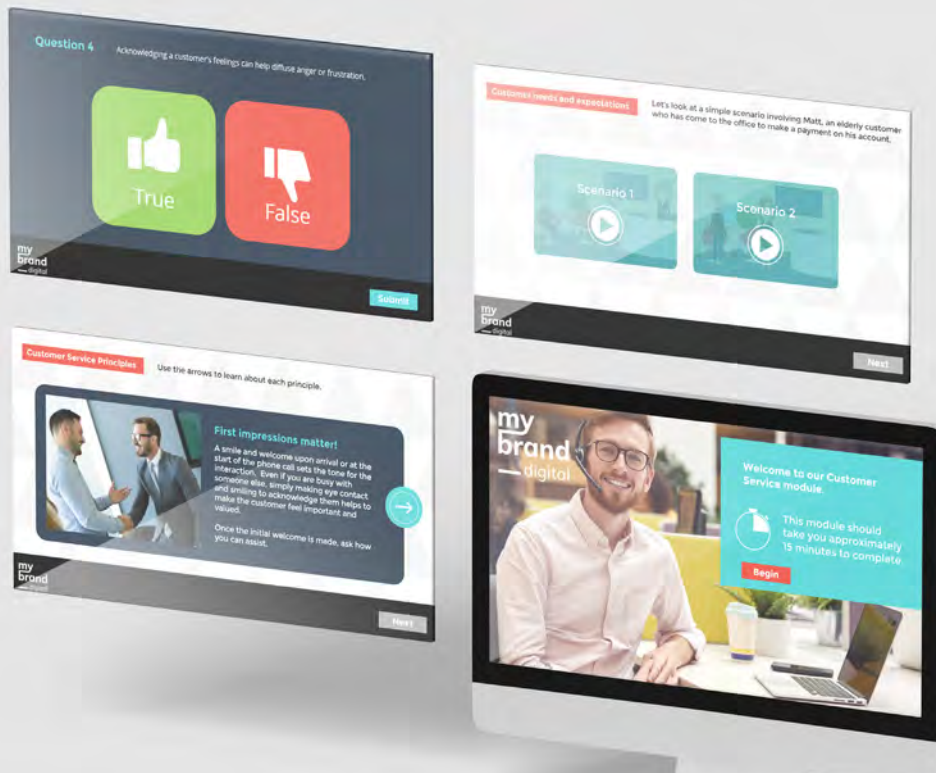 Question 4
Acknowledging a customer's feelings can help diffuse anger or frustration.
True
False
my
brand
digital
Submit
Customer needs and expectations
Let's look at a simple scenario involving Matt, an elderly customer
who has come to the office to make a payment on his account.
Scenario 1
Scenario 2
my
brand
digital
Next
Customer Service Principles
Use the arrows to learn about each principle.
First impressions matter!
A smile and welcome upon arrival or at the
start of the phone call sets the tone for the
interaction. Even if you are busy with
someone else, simply making eye contact
and smiling to acknowledge them helps to
make the customer feel important and
valued.
Once the initial welcome is made, ask how
you can assist.
my
brand
digital
Next
my
brand
digital
Welcome to our Customer
Service module.
This module should
take you approximately
15 minutes to complete
Begin